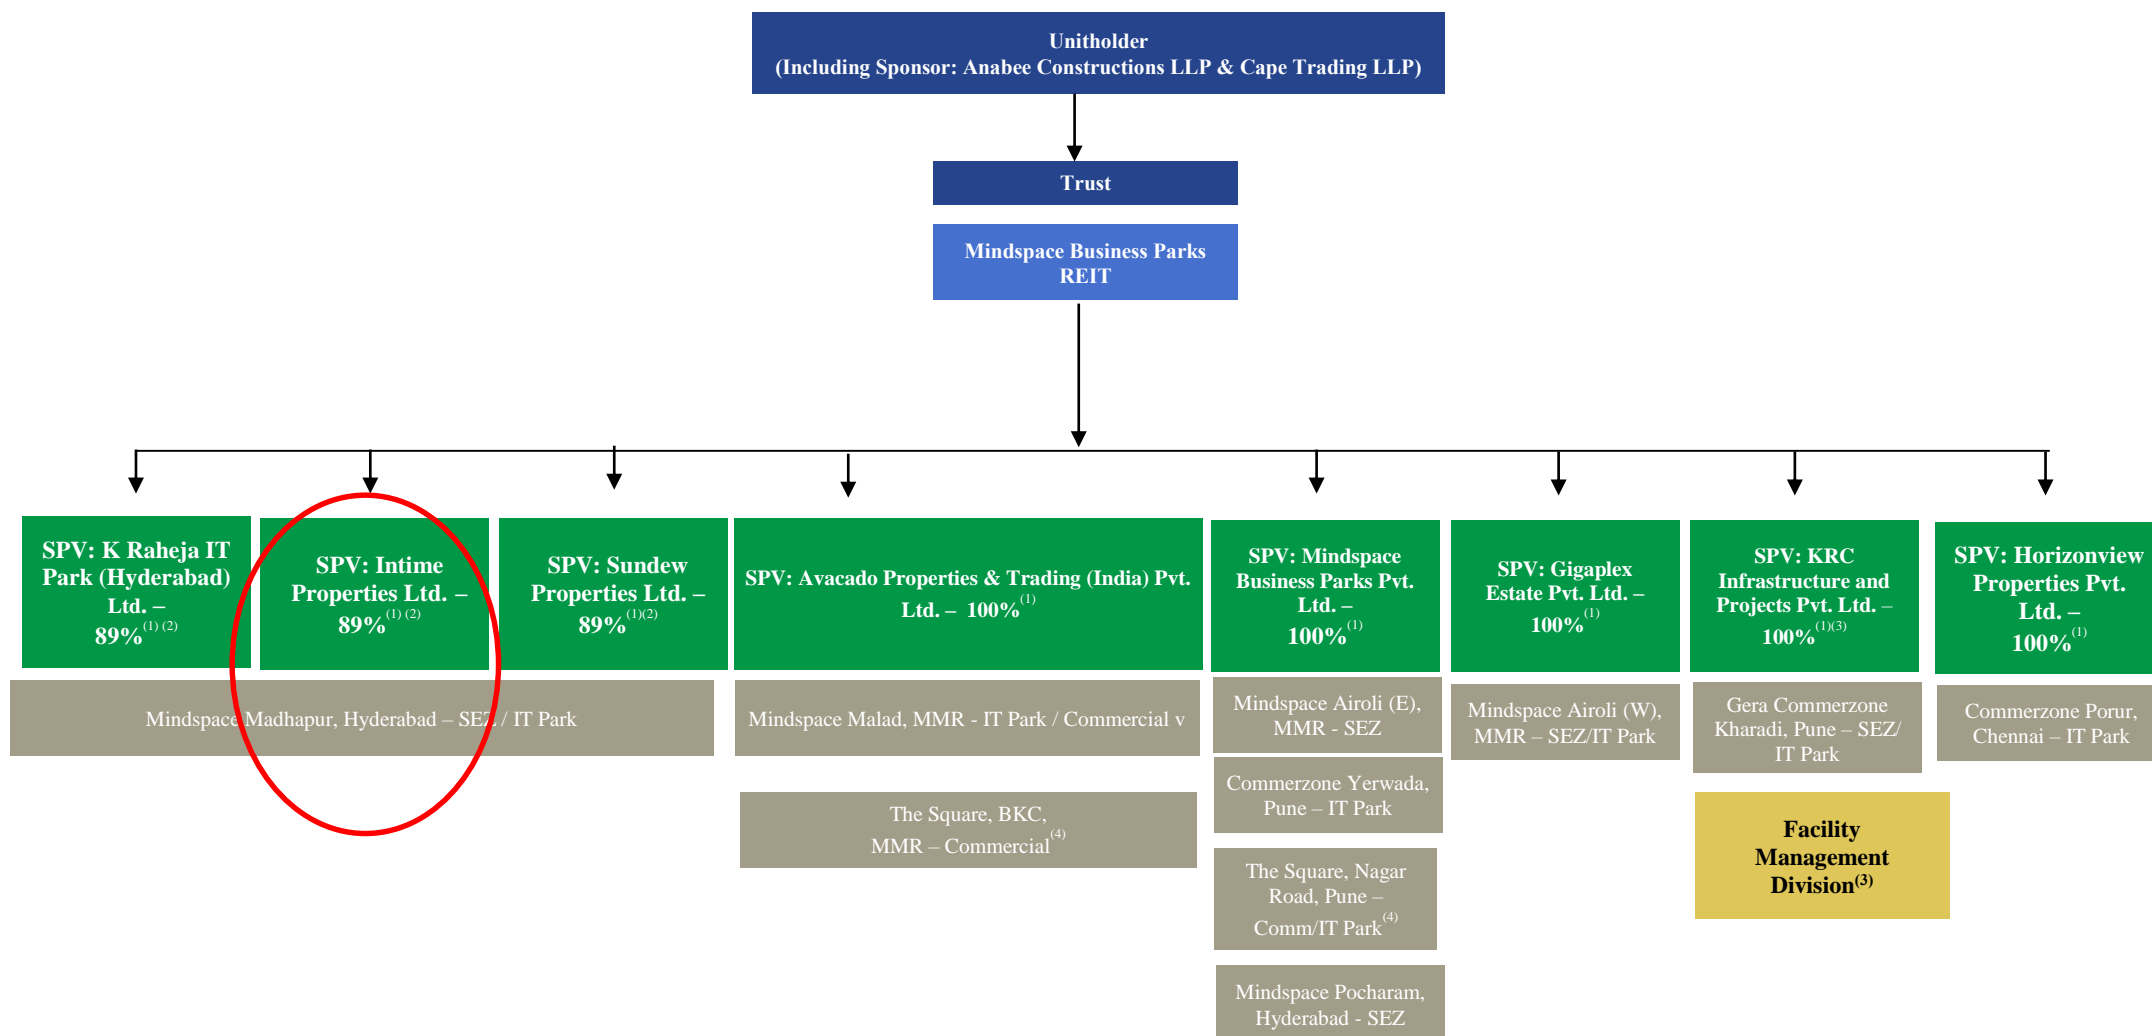 Unitholder
(Including Sponsor: Anabee Constructions LLP & Cape Trading LLP)
Trust
Mindspace Business Parks
REIT
SPV: K Raheja IT
Park (Hyderabad)
Ltd. –
89%(1) (2)
SPV: Intime
Properties Ltd. –
89%(1) (2)
SPV: Sundew
Properties Ltd. –
89%(1)(2)
SPV: Avacado Properties & Trading (India) Pvt.
Ltd. – 100%(1)
SPV: Mindspace
Business Parks Pvt.
Ltd. –
100%(1)
SPV: Gigaplex
Estate Pvt. Ltd. –
100%(1)
SPV: KRC
Infrastructure and
Projects Pvt. Ltd. –
100%(1)(3)
SPV: Horizonview
Properties Pvt.
Ltd. –
100%(1)
Mindspace Madhapur, Hyderabad – SEZ / IT Park
Mindspace Malad, MMR - IT Park / Commercial v
The Square, BKC,
MMR – Commercial(4)
Mindspace Airoli (E),
MMR - SEZ
Commerzone Yerwada,
Pune – IT Park
The Square, Nagar
Road, Pune –
Comm/IT Park(4)
Mindspace Pocharam,
Hyderabad - SEZ
Mindspace Airoli (W),
MMR – SEZ/IT Park
Gera Commerzone
Kharadi, Pune – SEZ/
IT Park
Facility
Management
Division(3)
Commerzone Porur,
Chennai – IT Park